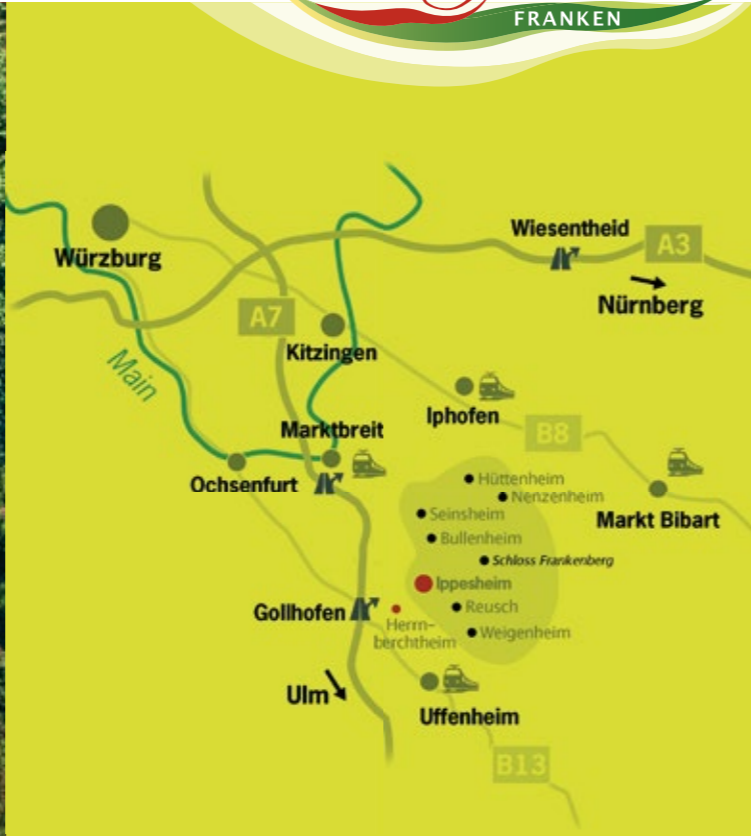 FRANKEN
Wiesentheid
A3
Würzburg
Nürnberg
A7
Kitzingen
Main
Iphofen
Marktbreit
B8
Ochsenfurt
Hüttenheim
Nenzenheim
Markt Bibart
Seinsheim
Bullenheim
Schloss Frankenberg
Ippesheim
Gollhofen
Reusch
Herrn-
berchtheim
Weigenheim
Ulm
Uffenheim
B13